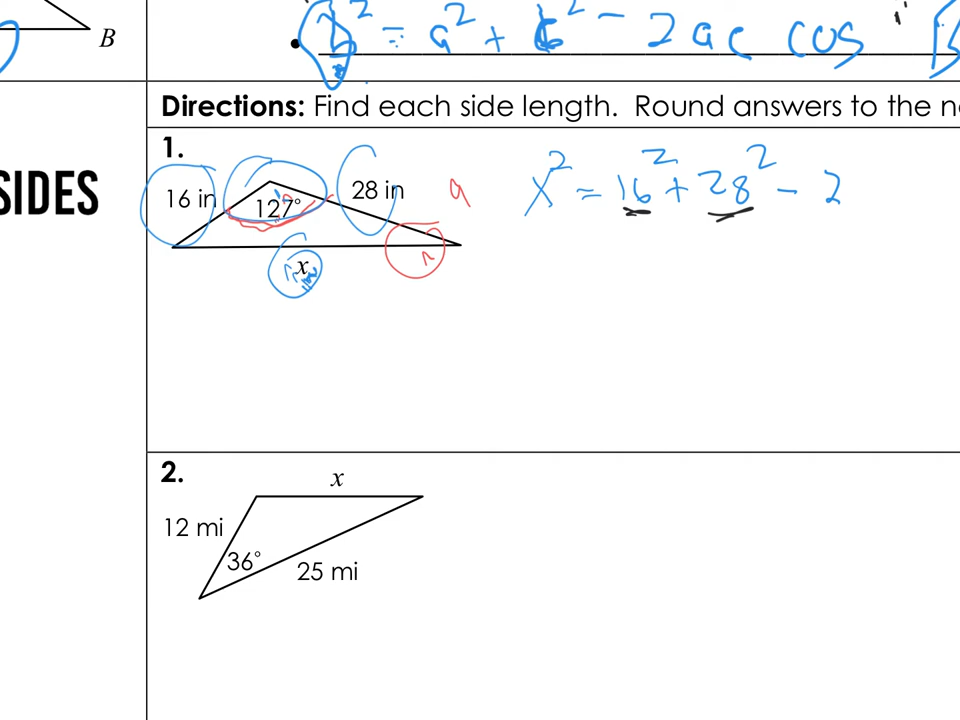 B
• b² = a² + c² - 2ac cos
Directions: Find each side length. Round answers to the
SIDES
1.
16 in
127°
28 in
a
x² = 16² + 28² - 2
x
2.
x
12 mi
36°
25 mi